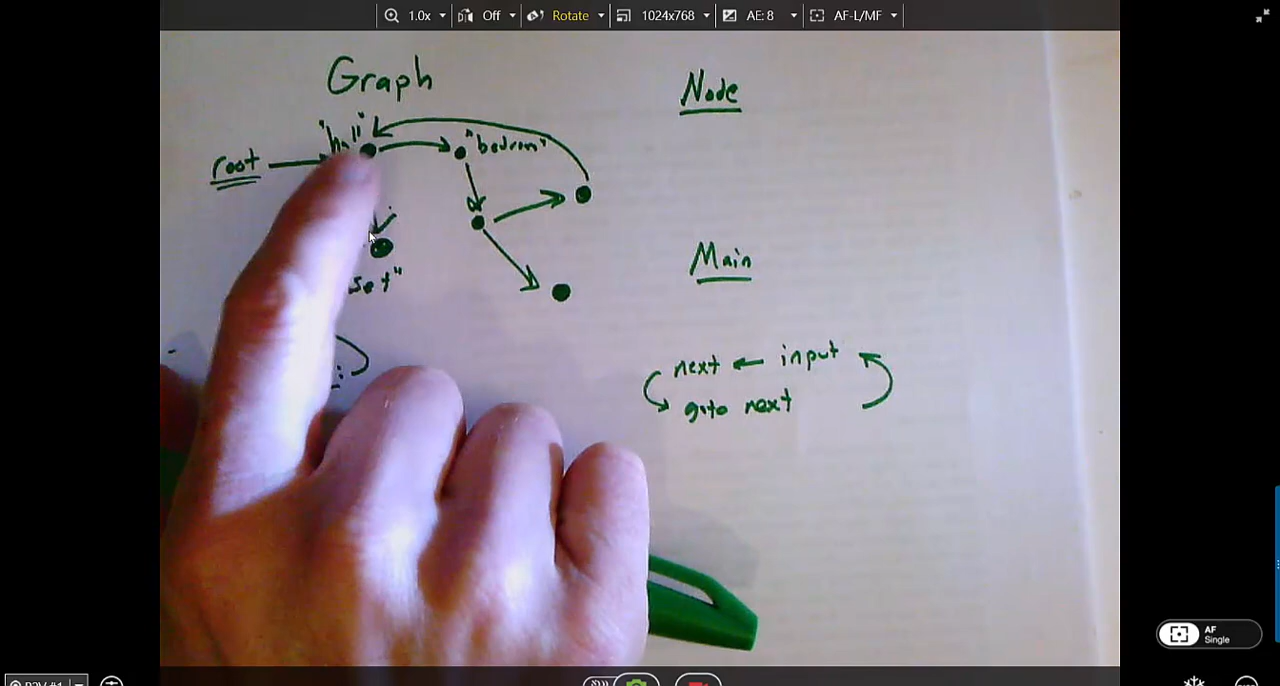 1.0x Off Rotate 1024x768 AE: 8 AF-L/MF
Graph
root
"bedroom"
set"
Node
Main
next ← input
goto next
AF
Single